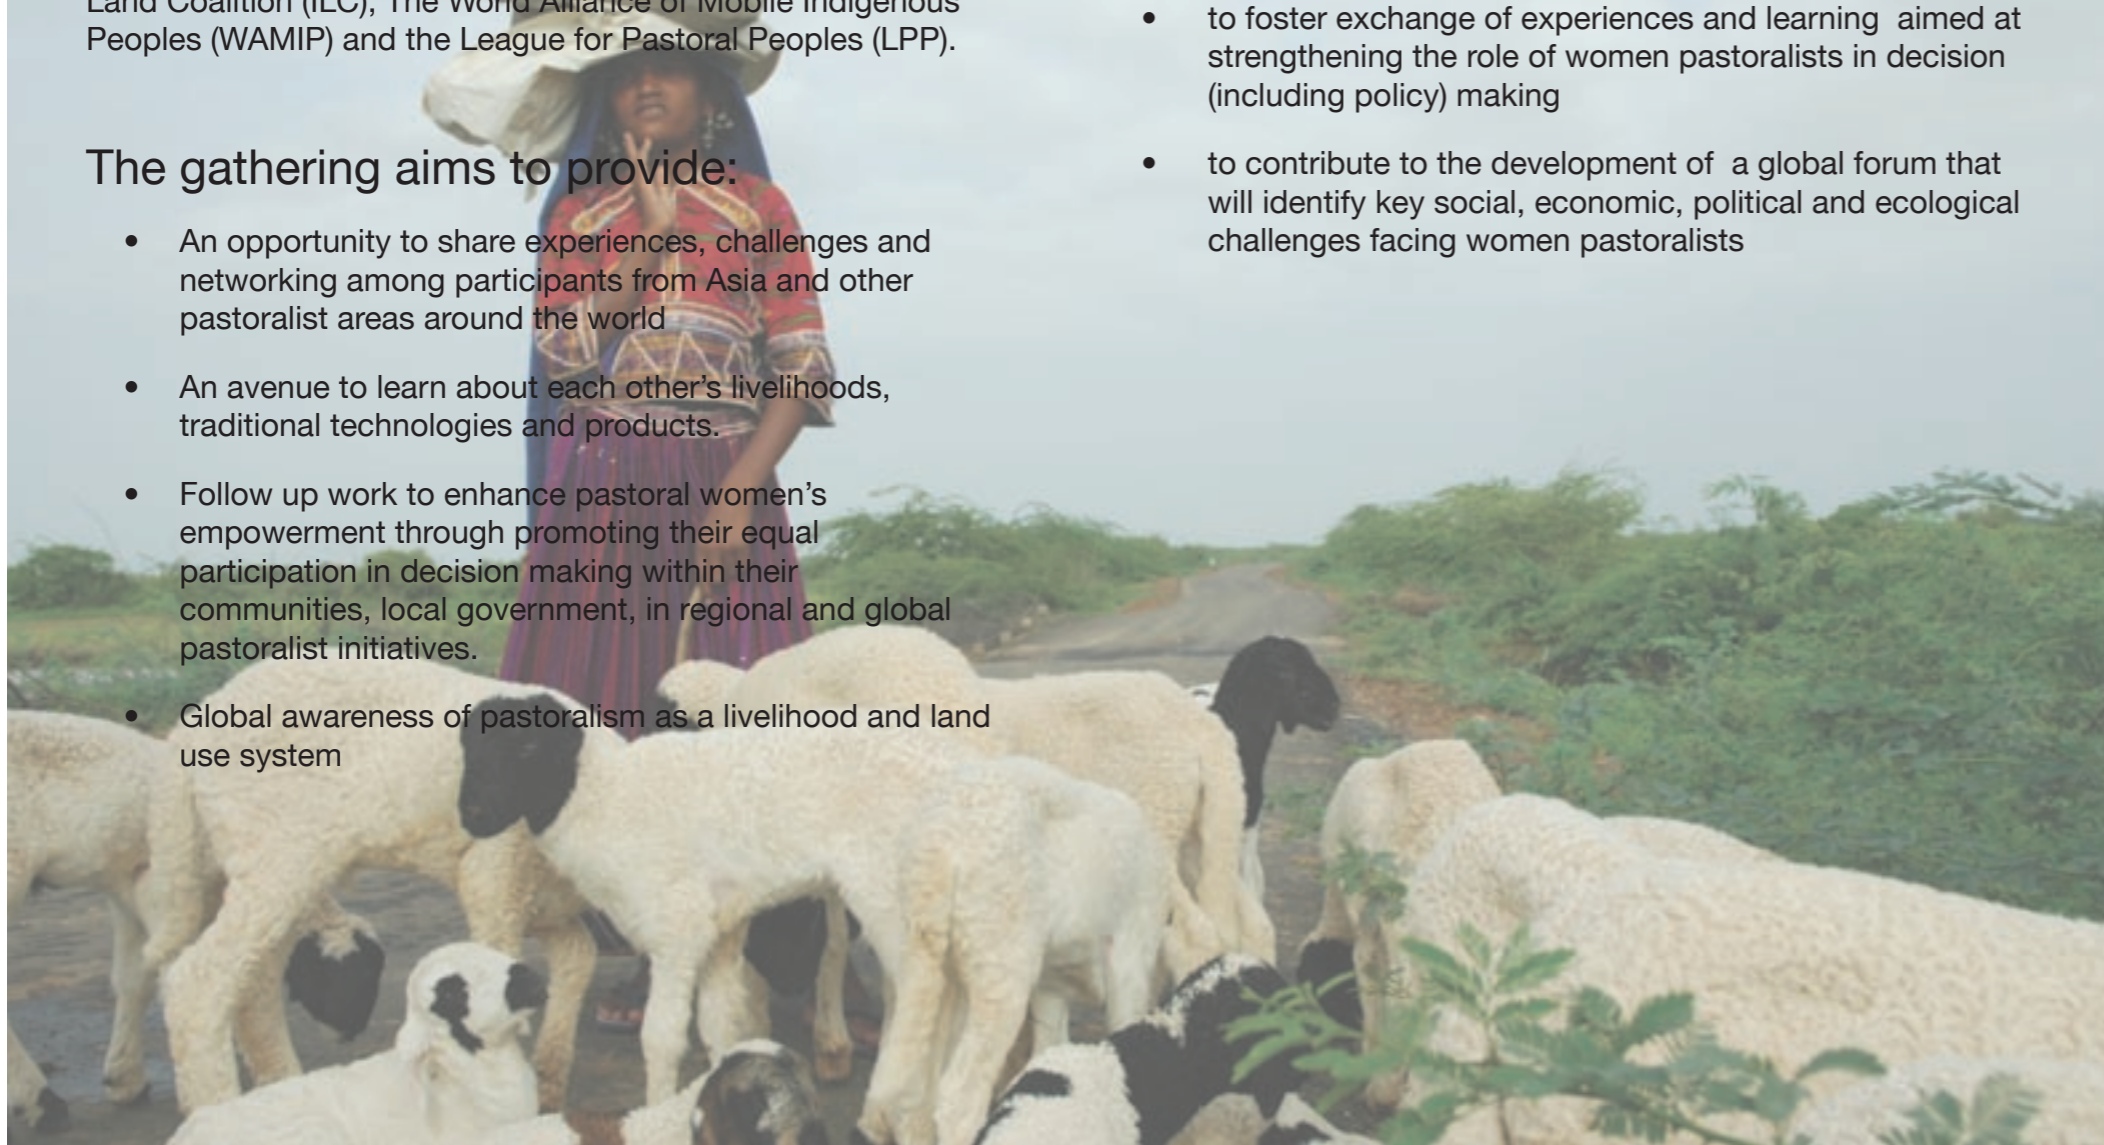 Land Coalition (ILC), The World Alliance of Mobile Indigenous
Peoples (WAMIP) and the League for Pastoral Peoples (LPP).
The gathering aims to provide:
• An opportunity to share experiences, challenges and
networking among participants from Asia and other
pastoralist areas around the world
• An avenue to learn about each other’s livelihoods,
traditional technologies and products.
• Follow up work to enhance pastoral women’s
empowerment through promoting their equal
participation in decision making within their
communities, local government, in regional and global
pastoralist initiatives.
• Global awareness of pastoralism as a livelihood and land
use system
• to foster exchange of experiences and learning aimed at
strengthening the role of women pastoralists in decision
(including policy) making
• to contribute to the development of a global forum that
will identify key social, economic, political and ecological
challenges facing women pastoralists